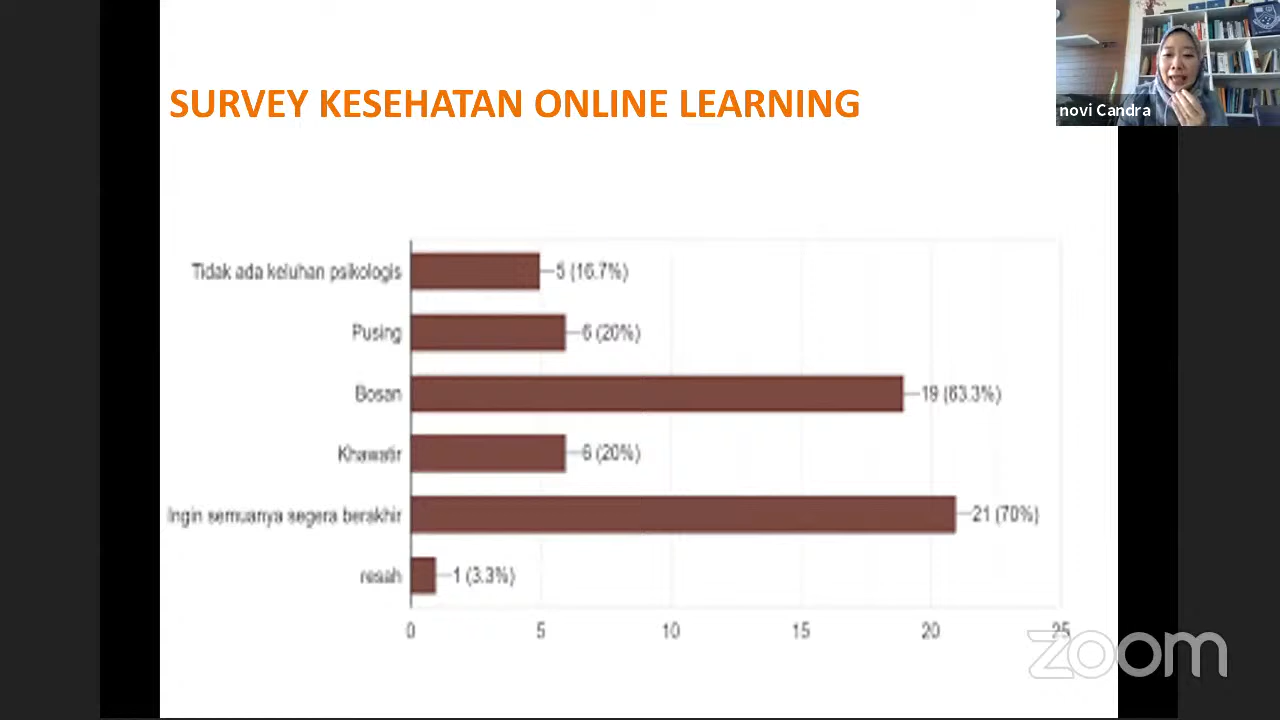 SURVEY KESEHATAN ONLINE LEARNING
novi Candra
Tidak ada keluhan psikologis
5 (16.7%)
Pusing
6 (20%)
Bosan
19 (63.3%)
Khawatir
6 (20%)
Ingin semuanya segera berakhir
21 (70%)
resah
1 (3.3%)
0 5 10 15 20 25
zoom